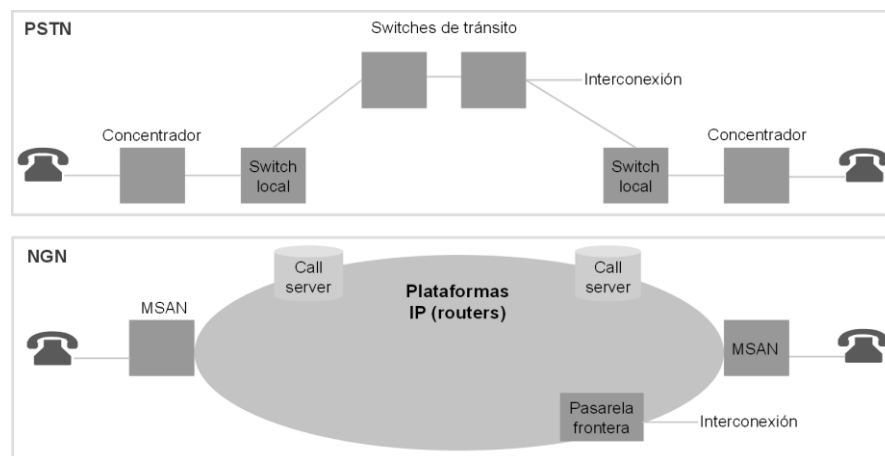 PSTN
Switches de tránsito
Interconexión
Concentrador
Concentrador
Switch
local
Switch
local
NGN
Call
server
Call
server
Plataformas
IP (routers)
MSAN
MSAN
Pasarela
frontera
Interconexión